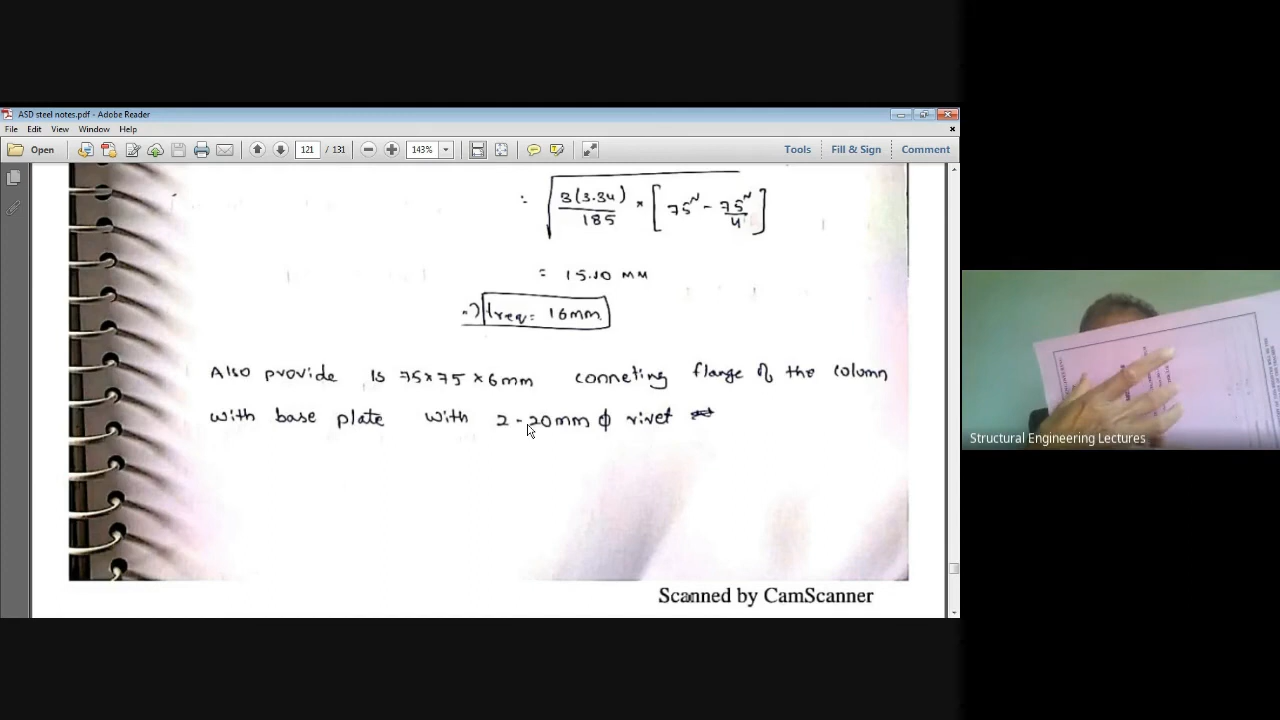 ASD steel notes.pdf - Adobe Reader
File Edit View Window Help
Open 121 / 131 143% Tools Fill & Sign Comment
= √ 3(3.34) / 185 × [ 75² - 75² / 4 ]
= 15.10 mm
=) treq = 16mm
Also provide IS 75×75×6mm conneting flange of the column
with base plate with 2-20mm ϕ rivet
Scanned by CamScanner
Structural Engineering Lectures